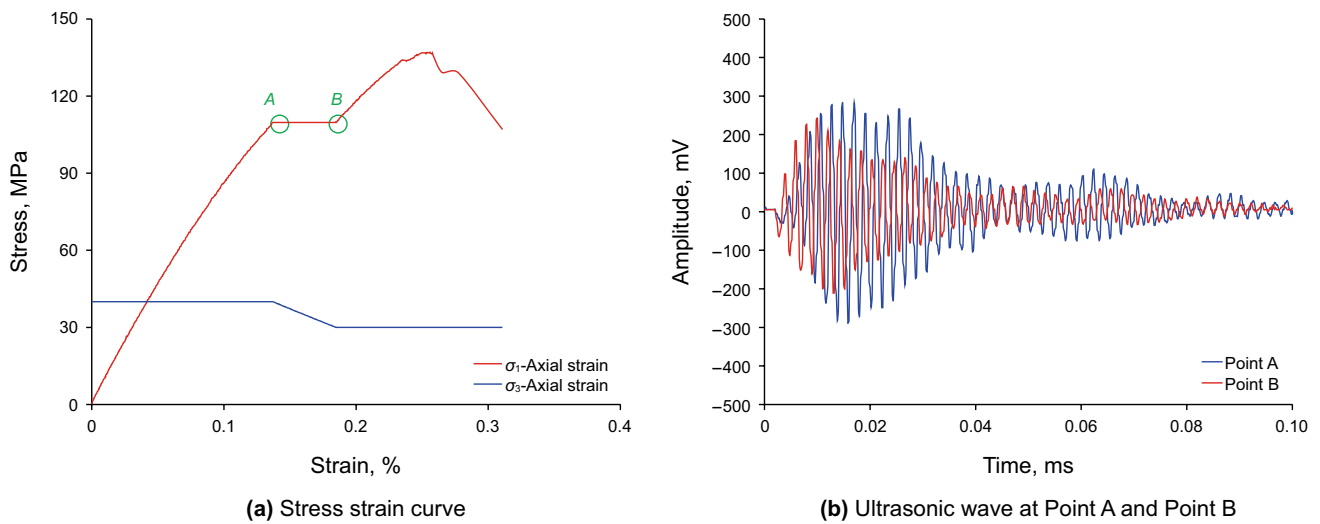 150
120
90
60
30
0
Stress, MPa
A
B
σ1-Axial strain
σ3-Axial strain
0 0.1 0.2 0.3 0.4
Strain, %
(a) Stress strain curve
500
400
300
200
100
0
–100
–200
–300
–400
–500
Amplitude, mV
Point A
Point B
0 0.02 0.04 0.06 0.08 0.10
Time, ms
(b) Ultrasonic wave at Point A and Point B